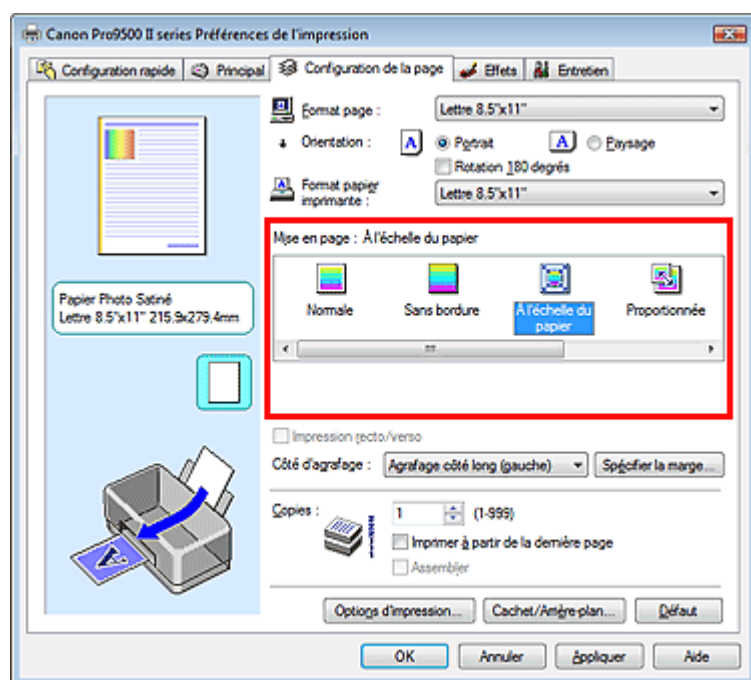 Canon Pro9500 II series Préférences de l'impression
Configuration rapide Principal Configuration de la page Effets Entretien
Format page : Lettre 8.5"x11"
Orientation : A Portrait A Paysage
Rotation 180 degrés
Format papier imprimante : Lettre 8.5"x11"
Mise en page : À l'échelle du papier
Normale Sans bordure À l'échelle du papier Proportionnée
Papier Photo Satiné
Lettre 8.5"x11" 215.9x279.4mm
Impression recto/verso
Côté d'agrafage : Agrafage côté long (gauche) Spécifier la marge...
Copies : 1 (1-999)
Imprimer à partir de la dernière page
Assembler
Options d'impression... Cachet/Arrière-plan... Défaut
OK Annuler Appliquer Aide